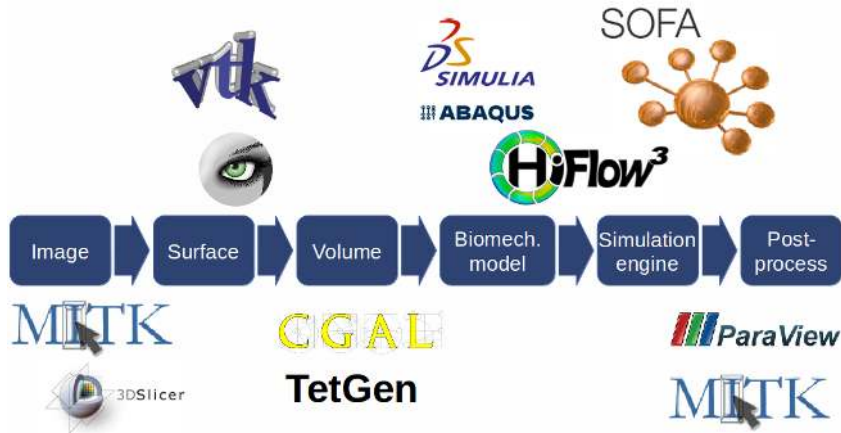 vtk
DS
SIMULIA
ABAQUS
SOFA
HiFlow³
Image
Surface
Volume
Biomech.
model
Simulation
engine
Post-
process
MITK
CGAL
ParaView
3DSlicer
TetGen
MITK